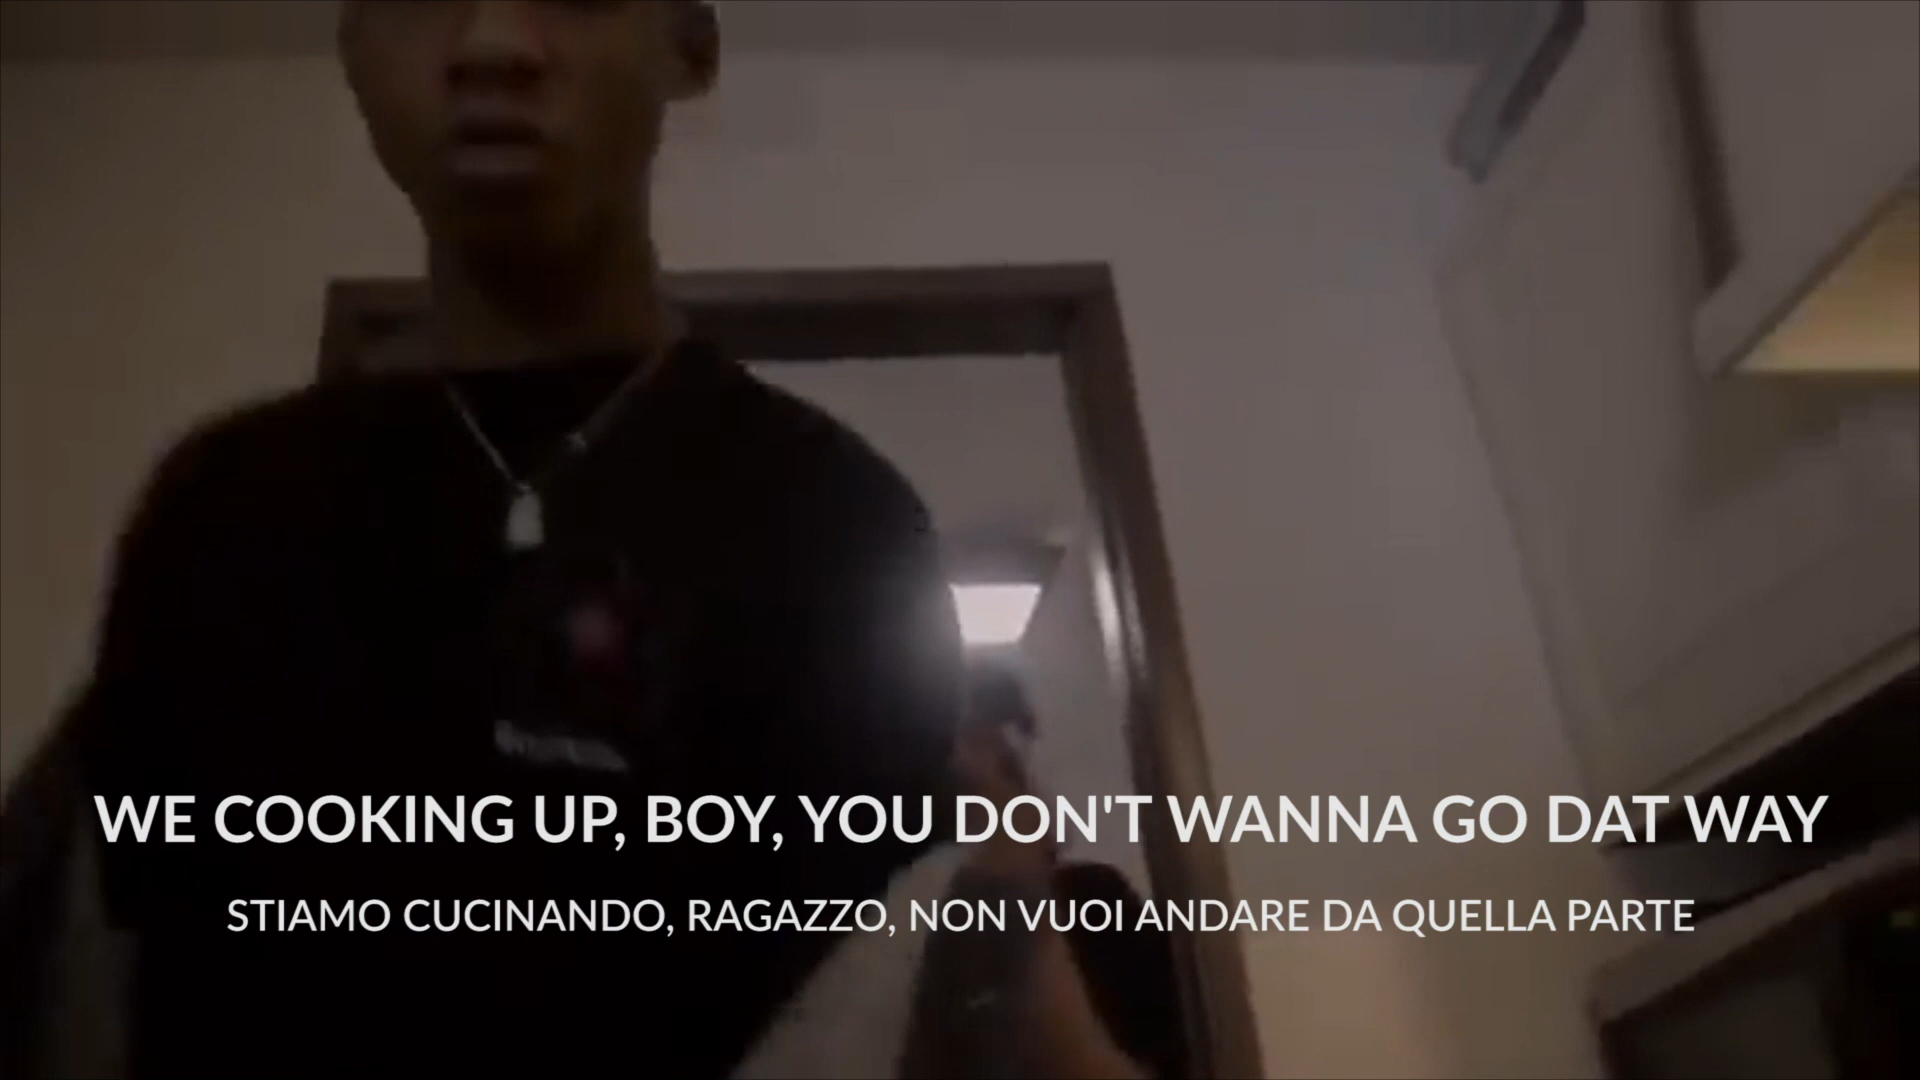 WE COOKING UP, BOY, YOU DON'T WANNA GO DAT WAY
STIAMO CUCINANDO, RAGAZZO, NON VUOI ANDARE DA QUELLA PARTE